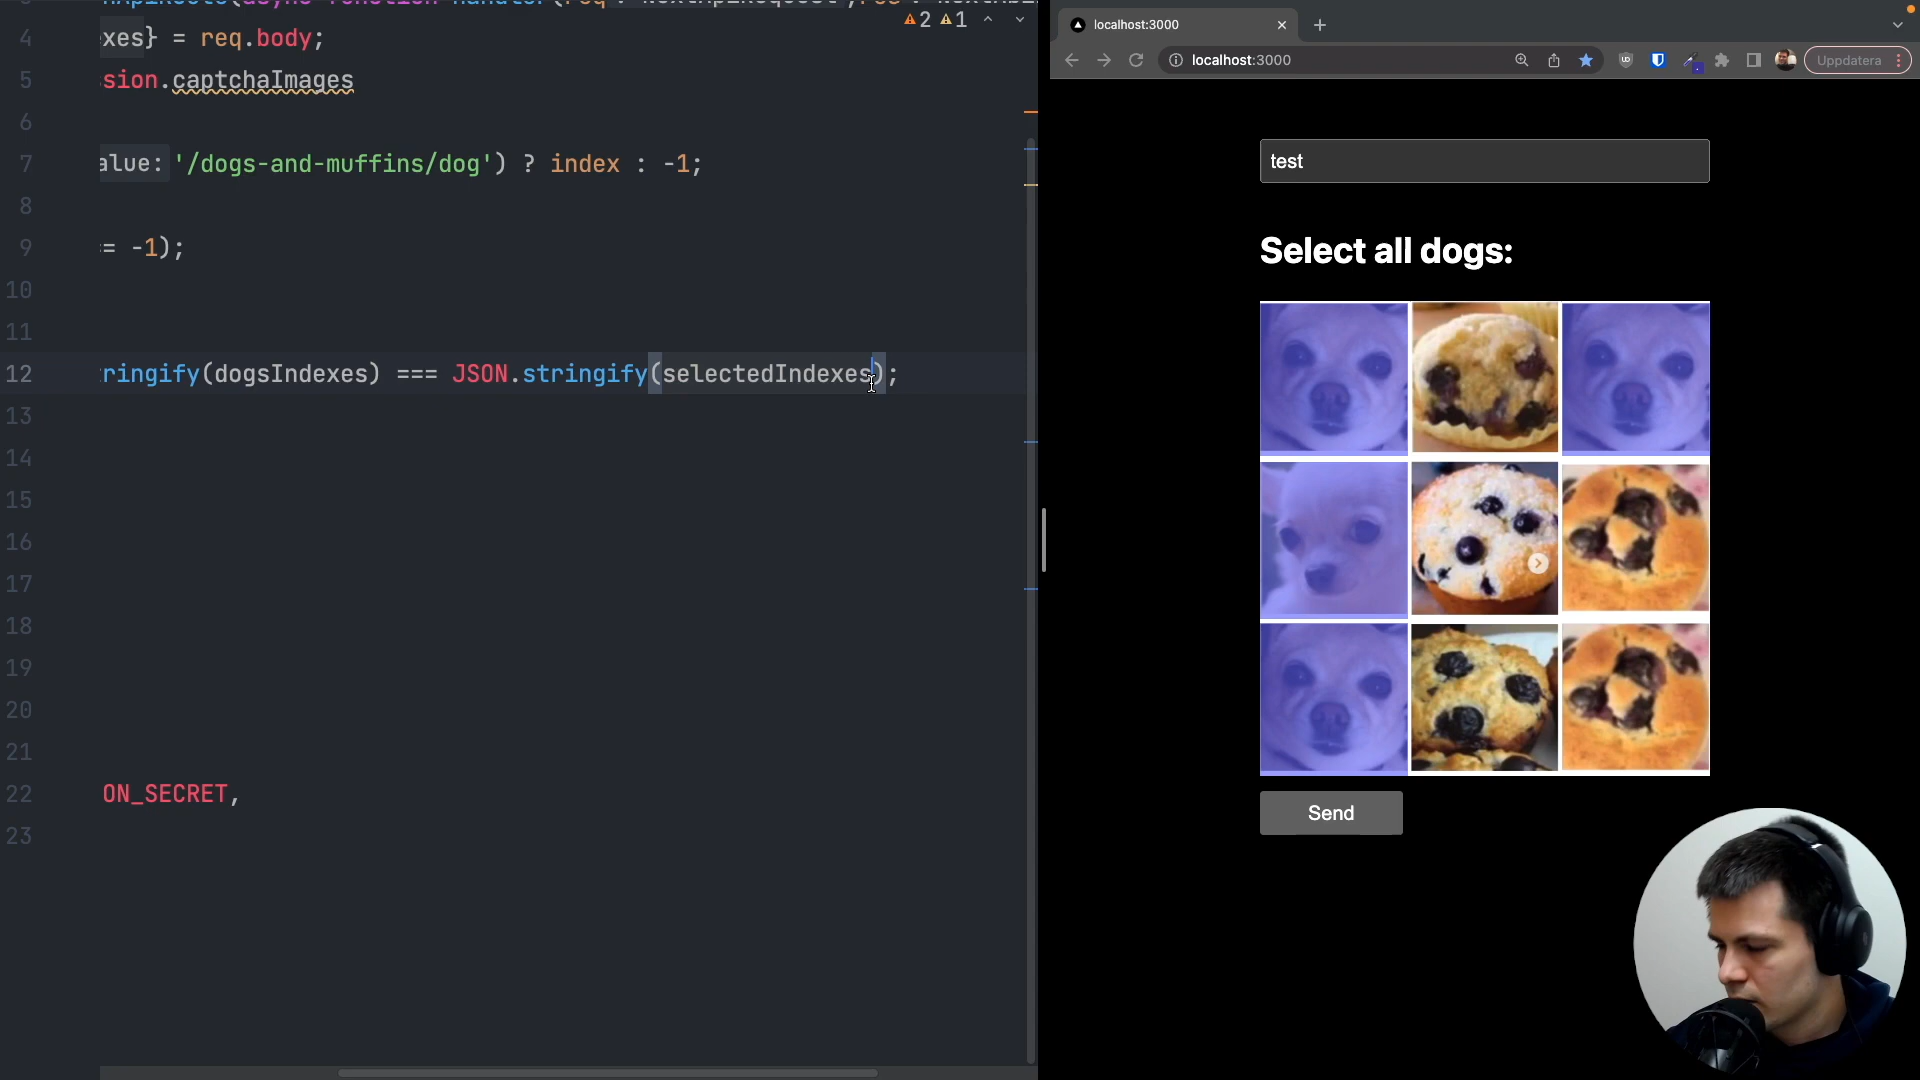 2 1
4 xes} = req.body;
5 sion.captchaImages
6
7 alue: '/dogs-and-muffins/dog') ? index : -1;
8
9 = -1);
10
11
12 ringify(dogsIndexes) === JSON.stringify(selectedIndexes);
13
14
15
16
17
18
19
20
21
22 ON_SECRET,
23
localhost:3000
localhost:3000
Uppdatera
test
Select all dogs:
Send